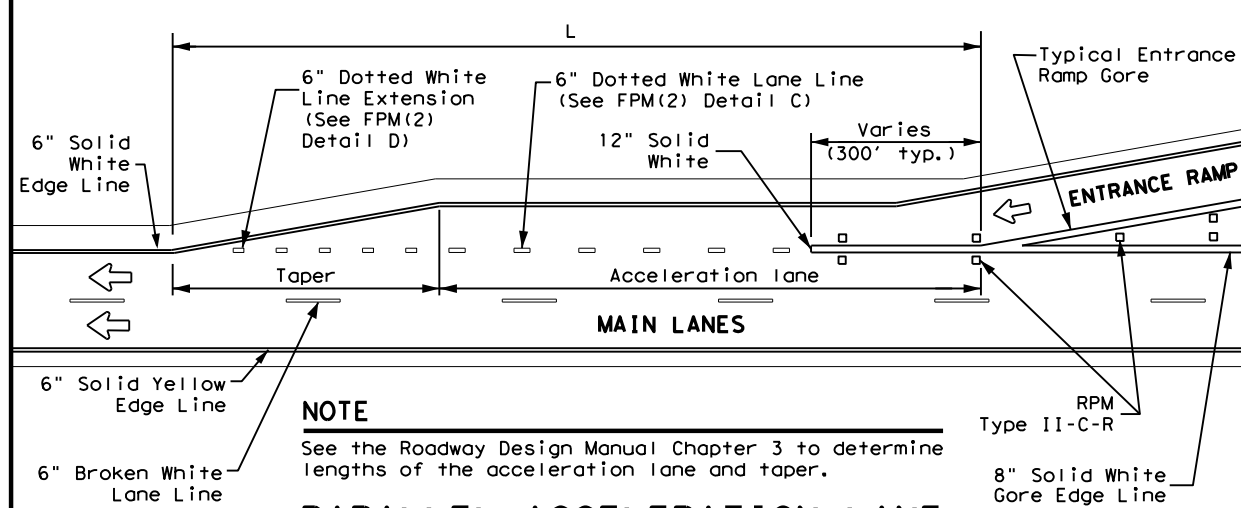 L
6" Dotted White
Line Extension
(See FPM(2)
Detail D)
6" Dotted White Lane Line
(See FPM(2) Detail C)
Typical Entrance
Ramp Gore
6" Solid
White
Edge Line
12" Solid
White
Varies
(300' typ.)
ENTRANCE RAMP
Taper
Acceleration lane
MAIN LANES
6" Solid Yellow
Edge Line
RPM
Type II-C-R
NOTE
See the Roadway Design Manual Chapter 3 to determine
lengths of the acceleration lane and taper.
6" Broken White
Lane Line
8" Solid White
Gore Edge Line